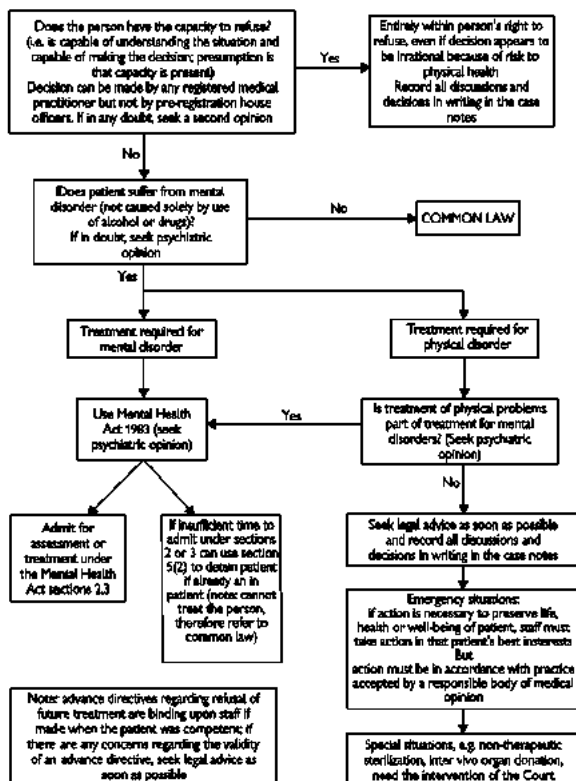 Does the person have the capacity to refuse?
(i.e. is capable of understanding the situation and
capable of making the decision; presumption is
that capacity is present)
Decision can be made by any registered medical
practitioner but not by pre-registration house
officers. If in any doubt, seek a second opinion
Yes
Entirely within person's right to
refuse, even if decision appears to
be irrational because of risk to
physical health
Record all discussions and
decisions in writing in the case
notes
No
Does patient suffer from mental
disorder (not caused solely by use
of alcohol or drugs)?
If in doubt, seek psychiatric
opinion
No
COMMON LAW
Yes
Treatment required for
mental disorder
Treatment required for
physical disorder
Use Mental Health
Act 1983 (seek
psychiatric opinion)
Yes
Is treatment of physical problems
part of treatment for mental
disorders? (Seek psychiatric
opinion)
No
Admit for
assessment or
treatment under
the Mental Health
Act sections 2,3
If insufficient time to
admit under sections
2 or 3 can use section
5(2) to detain patient
if already an in
patient (note: cannot
treat the person,
therefore refer to
common law)
Seek legal advice as soon as possible
and record all discussions and
decisions in writing in the case notes
Emergency situations:
if action is necessary to preserve life,
health or well-being of patient, staff must
take action in that patient's best insterests
But
action must be in accordance with practice
accepted by a responsible body of medical
opinion
Note: advance directives regarding refusal of
future treatment are binding upon staff if
made when the patient was competent; if
there are any concerns regarding the validity
of an advance directive, seek legal advice as
soon as possible
Special situations, e.g. non-therapeutic
sterilization, inter vivo organ donation,
need the intervention of the Court